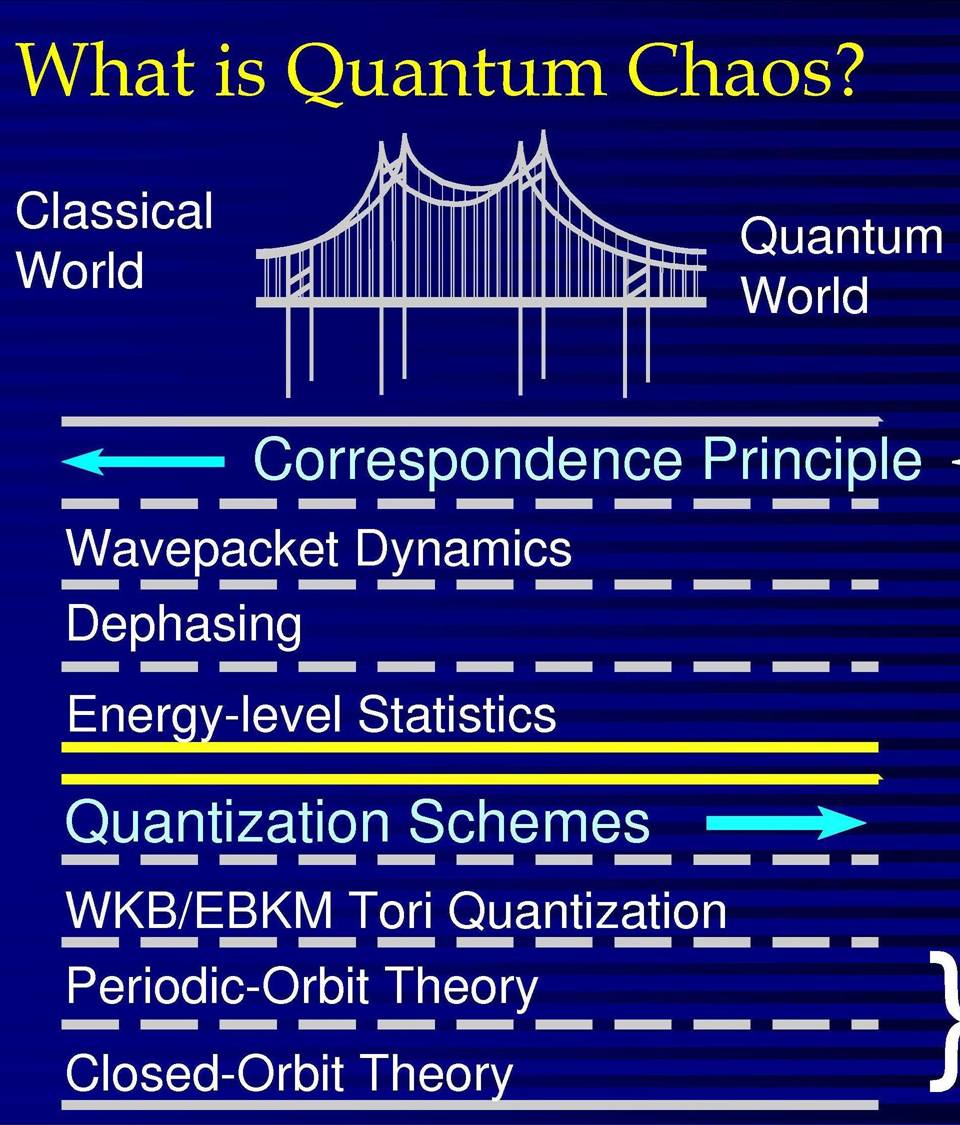 What is Quantum Chaos?
Classical
World
Quantum
World
Correspondence Principle
Wavepacket Dynamics
Dephasing
Energy-level Statistics
Quantization Schemes
WKB/EBKM Tori Quantization
Periodic-Orbit Theory
Closed-Orbit Theory
}